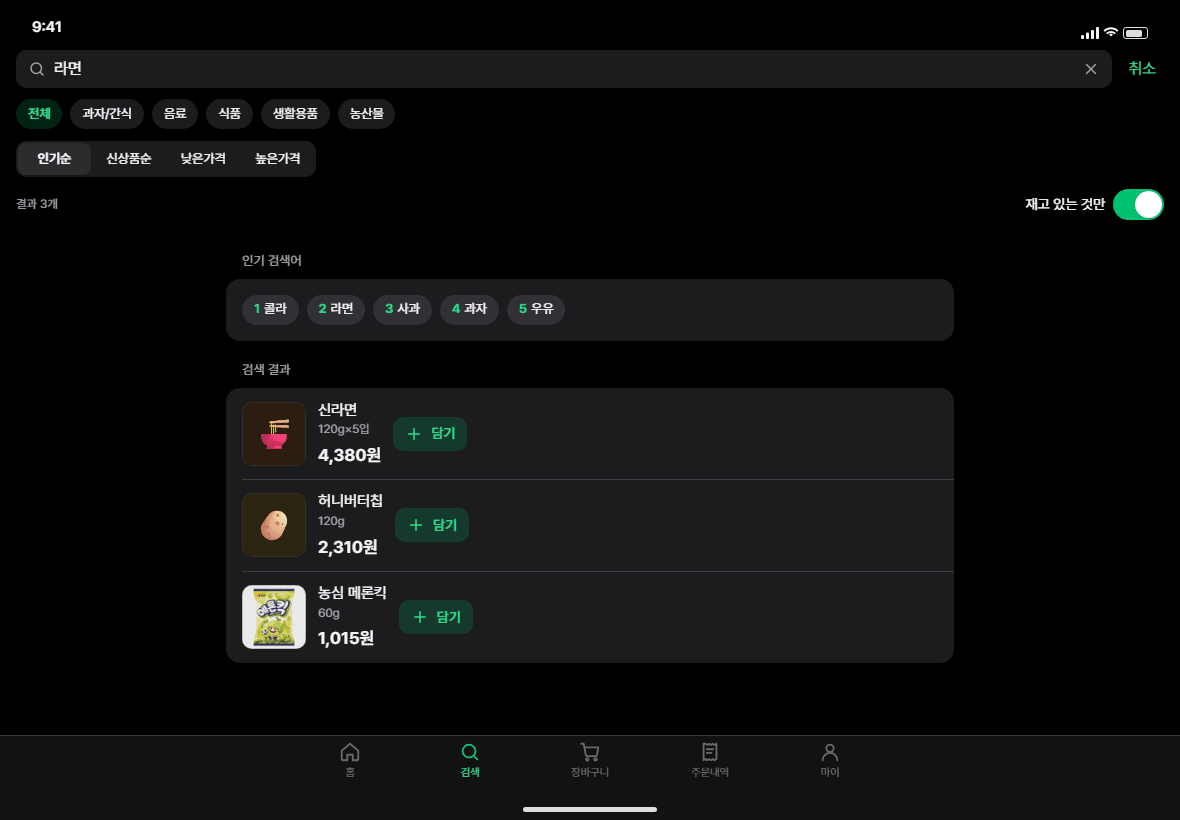 9:41
라면
취소
전체 과자/간식 음료 식품 생활용품 농산물
인기순 신상품순 낮은가격 높은가격
결과 3개
재고 있는 것만
인기 검색어
1 콜라 2 라면 3 사과 4 과자 5 우유
검색 결과
신라면
120g×5입
4,380원
+ 담기
허니버터칩
120g
2,310원
+ 담기
메론킥
농심 메론킥
60g
1,015원
+ 담기
홈 검색 장바구니 주문내역 마이